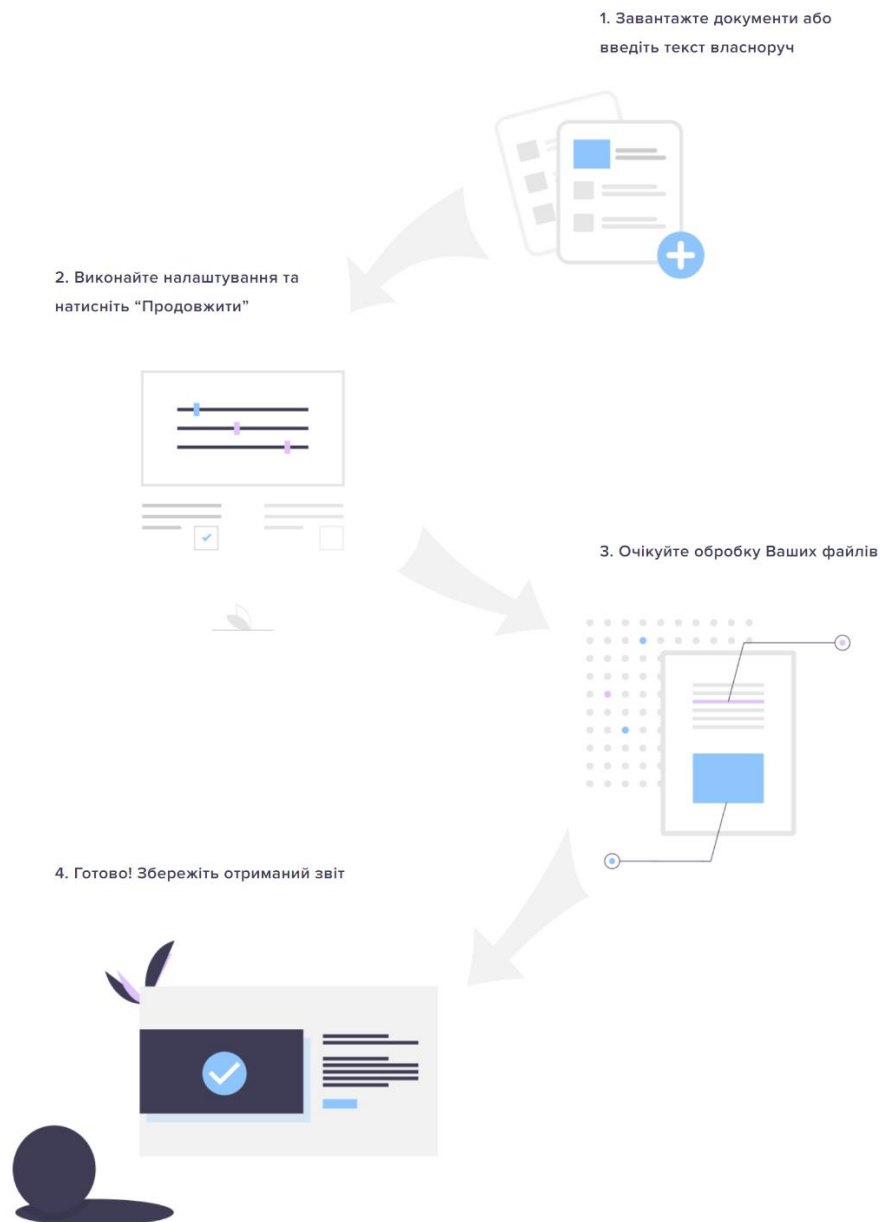 1. Завантажте документи або
введіть текст власноруч
2. Виконайте налаштування та
натисніть “Продовжити”
3. Очікуйте обробку Ваших файлів
4. Готово! Збережіть отриманий звіт